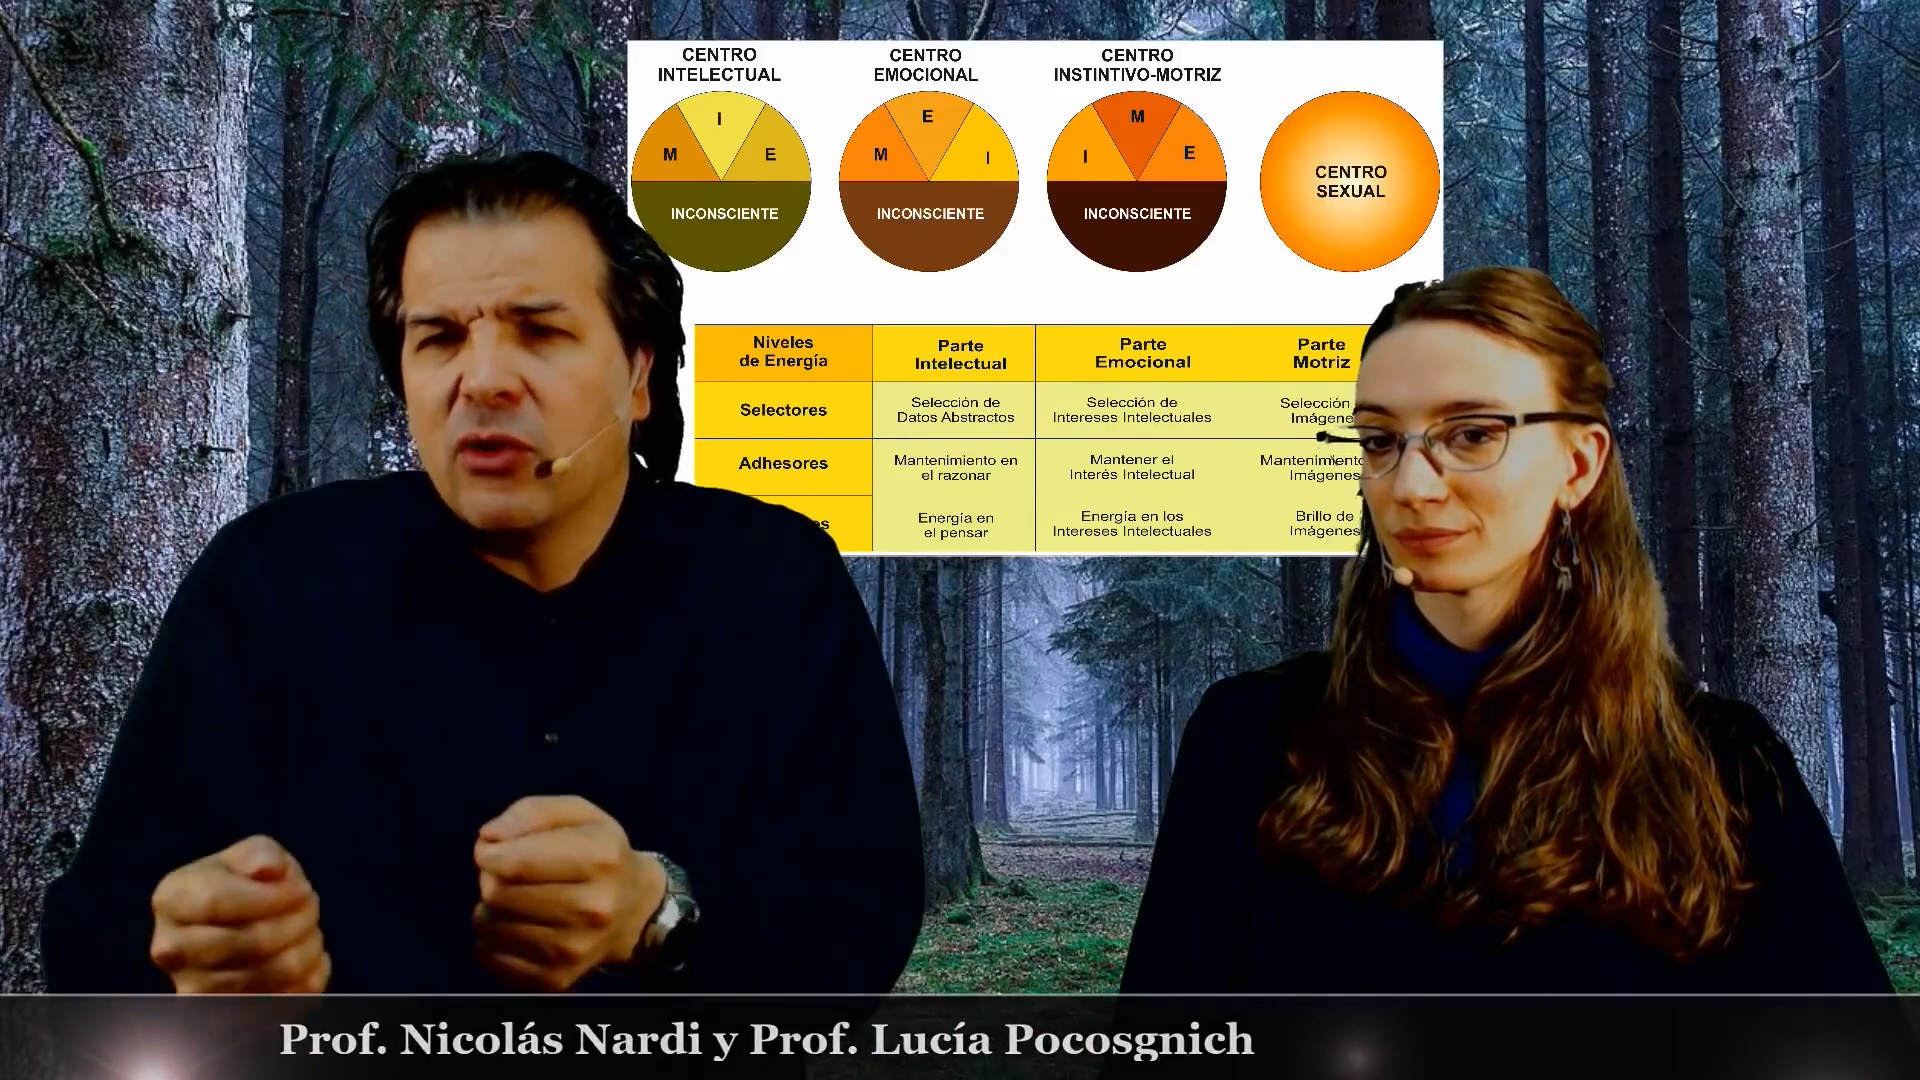 CENTRO
INTELECTUAL
CENTRO
EMOCIONAL
CENTRO
INSTINTIVO-MOTRIZ
I
M
E
INCONSCIENTE
E
M
I
INCONSCIENTE
M
I
E
INCONSCIENTE
CENTRO
SEXUAL
Niveles
de Energía
Parte
Intelectual
Parte
Emocional
Parte
Motriz
Selectores
Selección de
Datos Abstractos
Selección de
Intereses Intelectuales
Selección
Adhesores
Mantenimiento en
el razonar
Mantener el
Interés Intelectual
Mantenimiento
Imágenes
Energía en
el pensar
Energía en los
Intereses Intelectuales
Brillo de
Imágenes
Prof. Nicolás Nardi y Prof. Lucía Pocosgnich